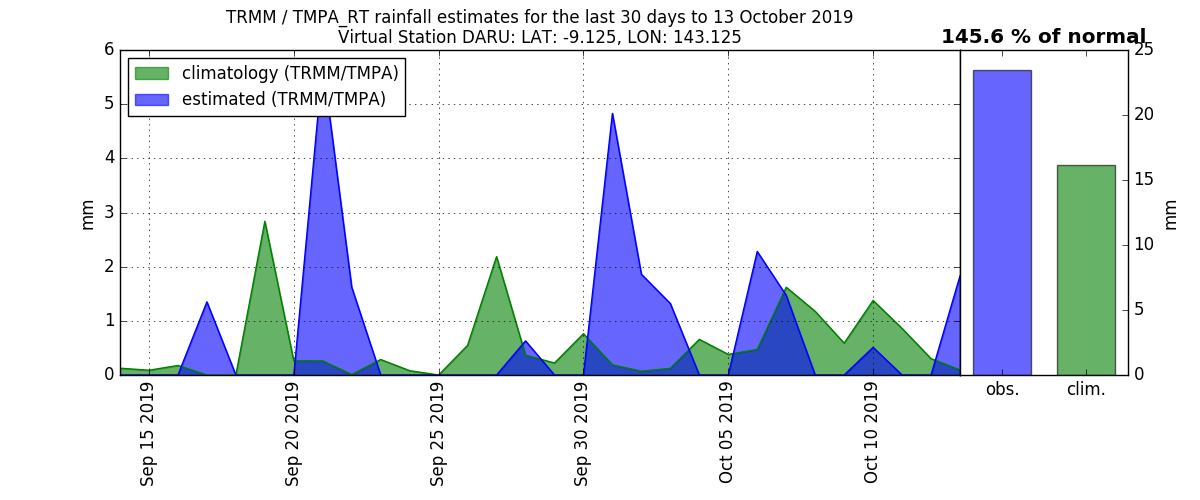 TRMM / TMPA_RT rainfall estimates for the last 30 days to 13 October 2019
Virtual Station DARU: LAT: -9.125, LON: 143.125
145.6 % of normal
climatology (TRMM/TMPA)
estimated (TRMM/TMPA)
6
5
4
3
2
1
0
mm
Sep 15 2019
Sep 20 2019
Sep 25 2019
Sep 30 2019
Oct 05 2019
Oct 10 2019
25
20
15
10
5
0
mm
obs.
clim.